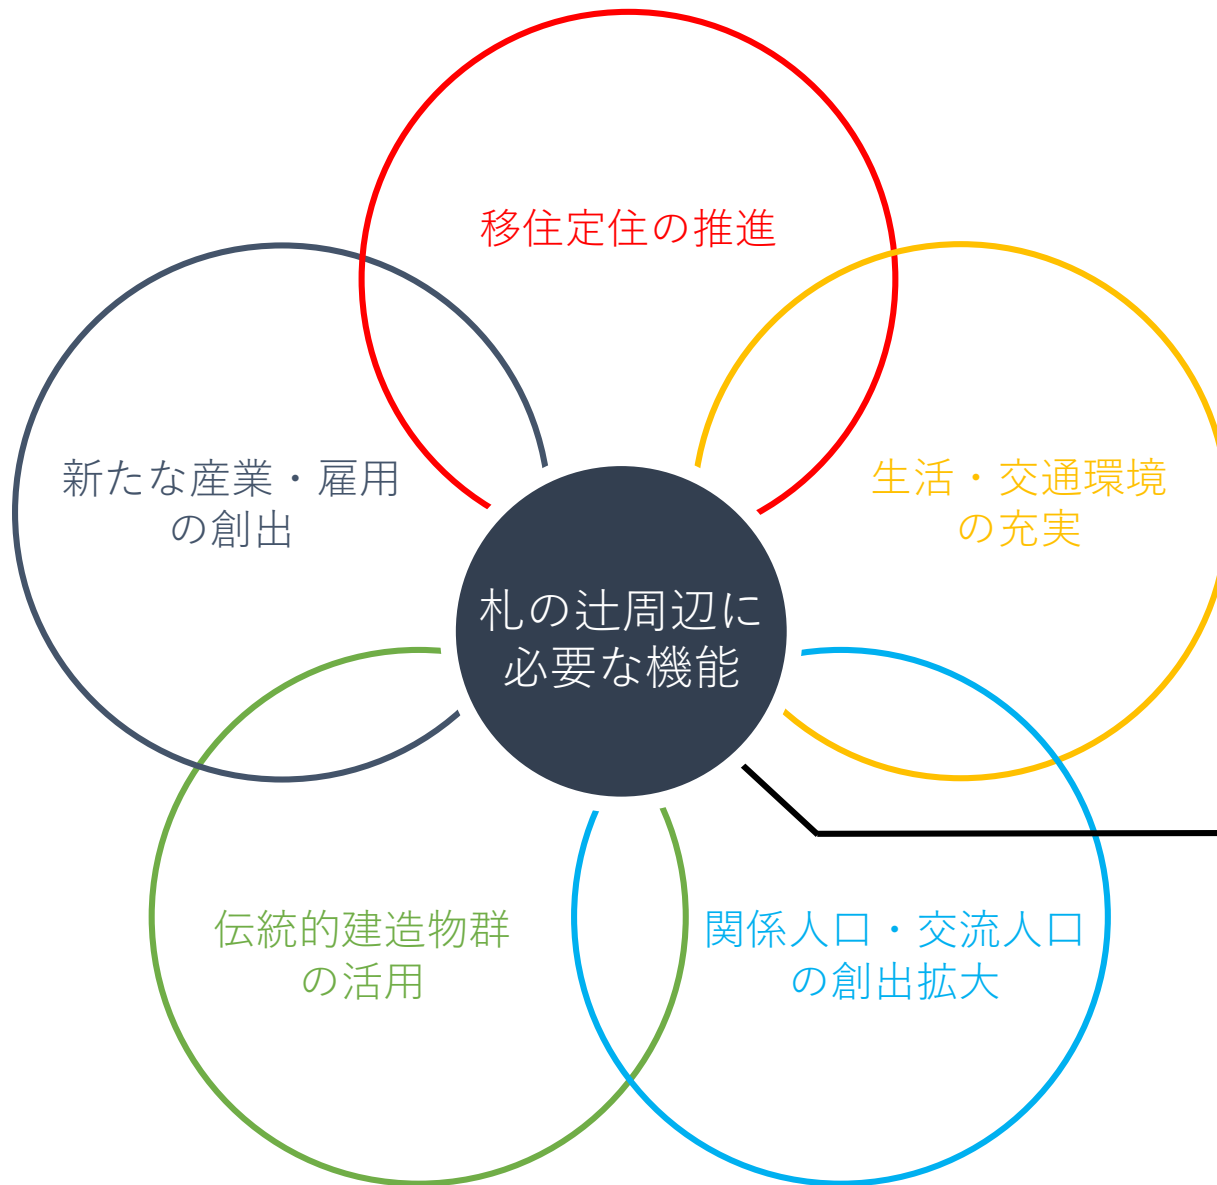 移住定住の推進
新たな産業・雇用
の創出
生活・交通環境
の充実
札の辻周辺に
必要な機能
伝統的建造物群
の活用
関係人口・交流人口
の創出拡大